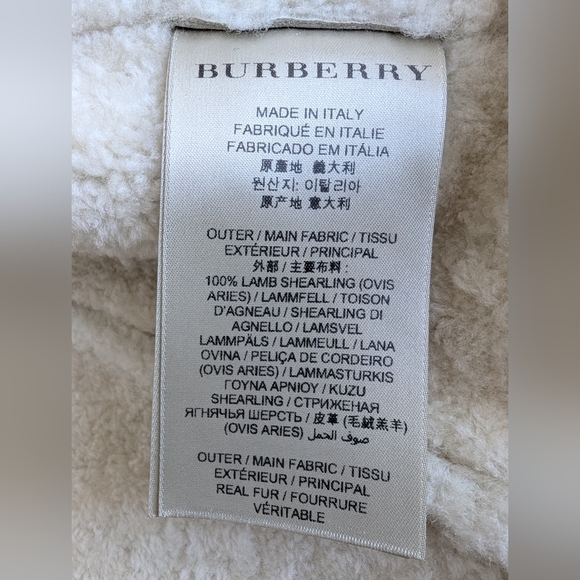 BURBERRY
MADE IN ITALY
FABRIQUÉ EN ITALIE
FABRICADO EM ITÁLIA
原產地 義大利
원산지: 이탈리아
原产地 意大利
OUTER / MAIN FABRIC / TISSU
EXTÉRIEUR / PRINCIPAL
外部 / 主要布料 :
100% LAMB SHEARLING (OVIS
ARIES) / LAMMFELL / TOISON
D'AGNEAU / SHEARLING DI
AGNELLO / LAMSVEL
LAMMPÄLS / LAMMEULL / LANA
OVINA / PELIÇA DE CORDEIRO
(OVIS ARIES) / LAMMASTURKIS
ΓΟΥΝΑ ΑΡΝΙΟΥ / KUZU
SHEARLING / СТРИЖЕНАЯ
ЯГНЯЧЬЯ ШЕРСТЬ / 皮革 (毛絨羔羊)
(OVIS ARIES) صوف الحمل
OUTER / MAIN FABRIC / TISSU
EXTÉRIEUR / PRINCIPAL
REAL FUR / FOURRURE
VÉRITABLE